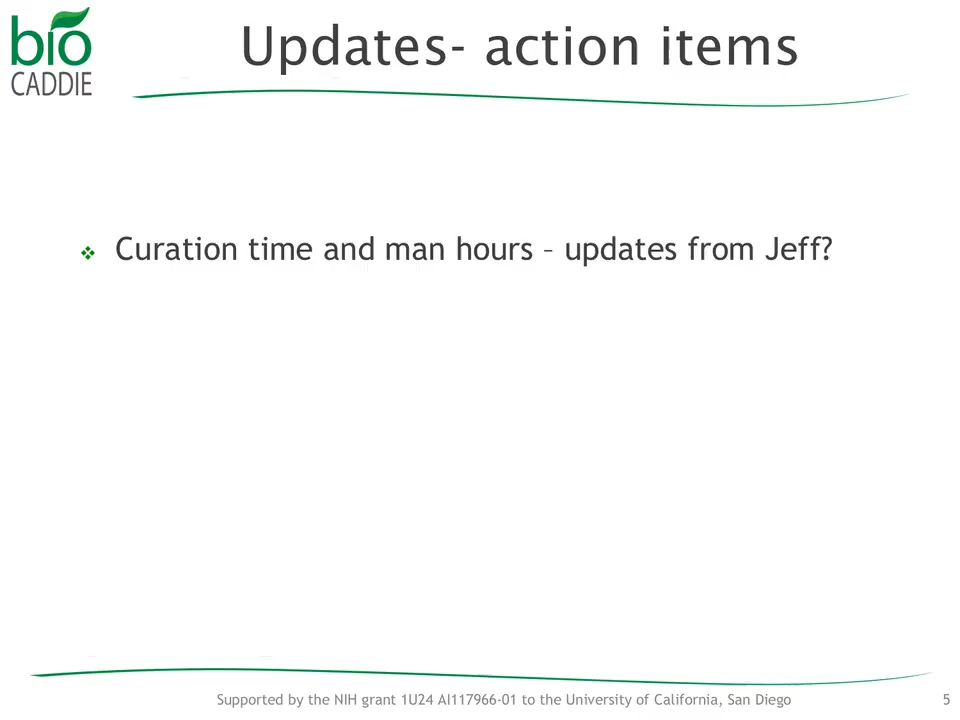 bio
CADDIE
Updates- action items
Curation time and man hours – updates from Jeff?
Supported by the NIH grant 1U24 AI117966-01 to the University of California, San Diego
5